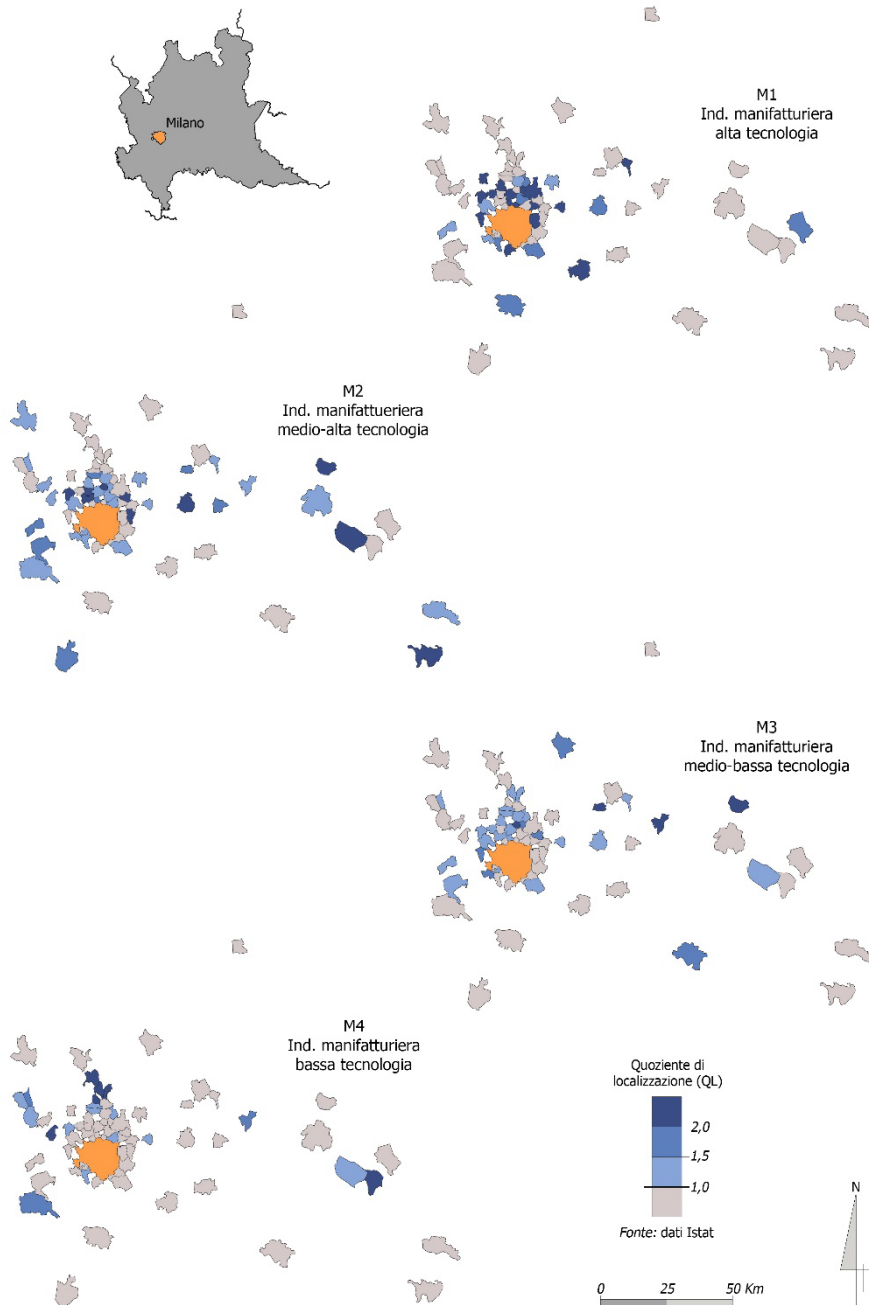 Milano
M1
Ind. manifatturiera
alta tecnologia
M2
Ind. manifattueriera
medio-alta tecnologia
M3
Ind. manifatturiera
medio-bassa tecnologia
M4
Ind. manifatturiera
bassa tecnologia
Quoziente di
localizzazione (QL)
2,0
1,5
1,0
Fonte: dati Istat
N
0 25 50 Km